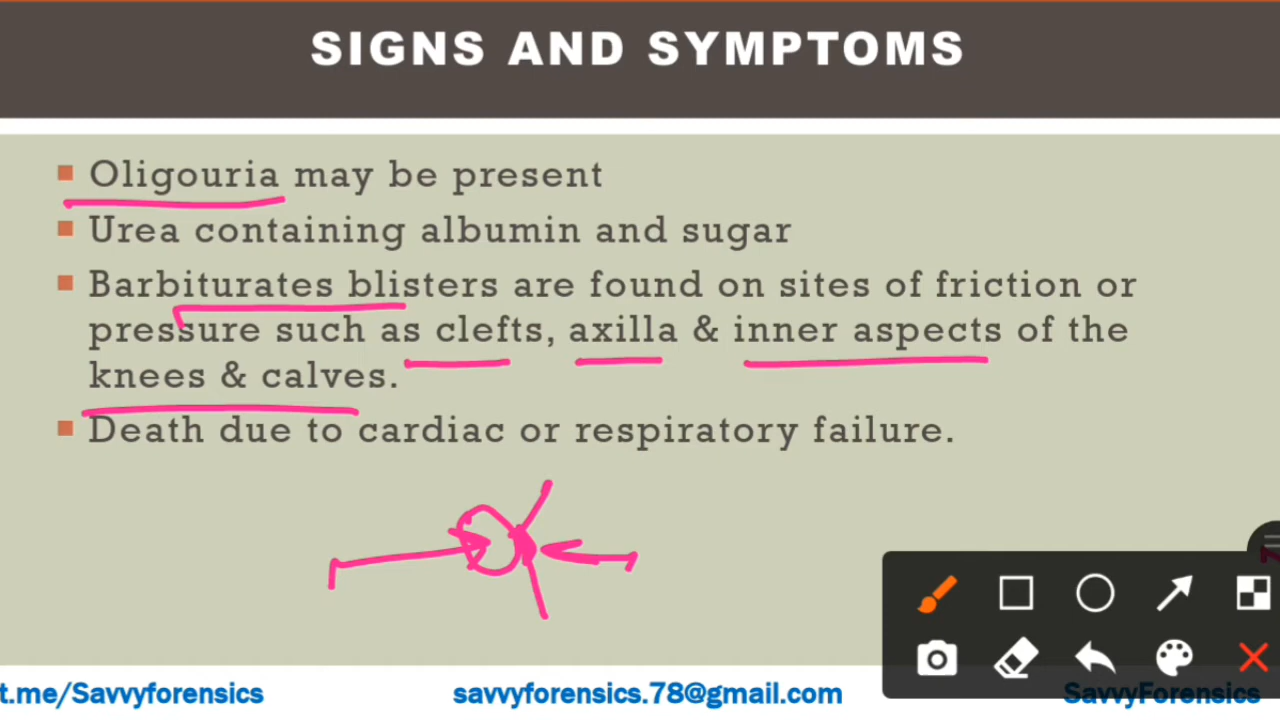 SIGNS AND SYMPTOMS
Oligouria may be present
Urea containing albumin and sugar
Barbiturates blisters are found on sites of friction or
pressure such as clefts, axilla & inner aspects of the
knees & calves.
Death due to cardiac or respiratory failure.
t.me/Savvyforensics savvyforensics.78@gmail.com SavvyForensics